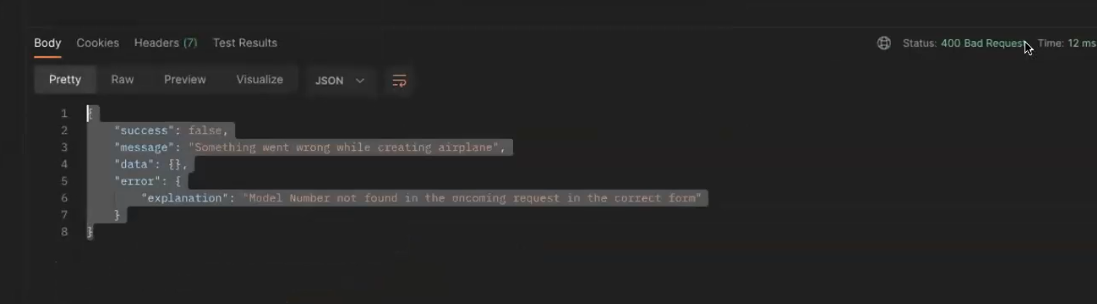 Body Cookies Headers (7) Test Results Status: 400 Bad Request Time: 12 ms
Pretty Raw Preview Visualize JSON
1 {
2 "success": false,
3 "message": "Something went wrong while creating airplane",
4 "data": {},
5 "error": {
6 "explanation": "Model Number not found in the oncoming request in the correct form"
7 }
8 }